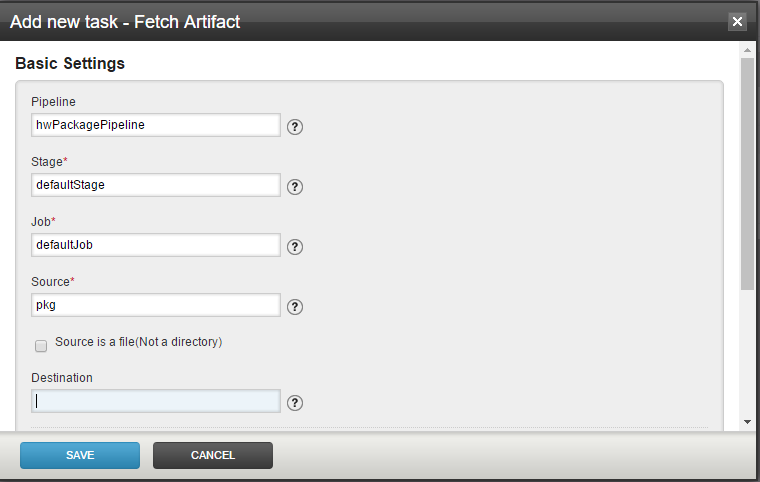 Add new task - Fetch Artifact
Basic Settings
Pipeline
hwPackagePipeline
?
Stage*
defaultStage
?
Job*
defaultJob
?
Source*
pkg
?
Source is a file(Not a directory)
Destination
?
SAVE CANCEL